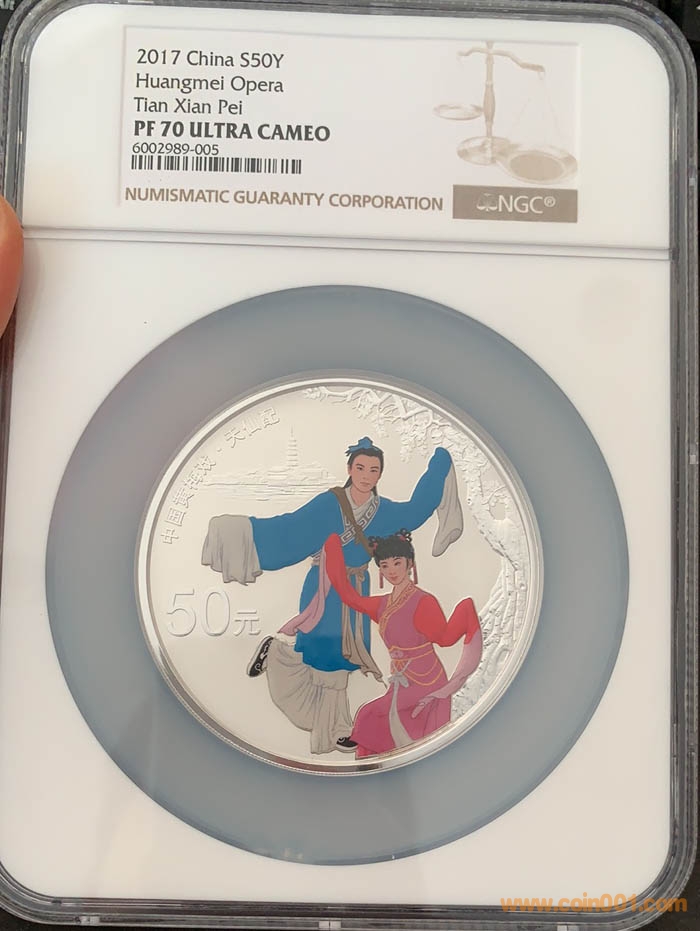 2017 China S50Y
Huangmei Opera
Tian Xian Pei
PF 70 ULTRA CAMEO
6002989-005
NUMISMATIC GUARANTY CORPORATION
NGC®
中国黄梅戏·天仙配
50元
www.coin001.com